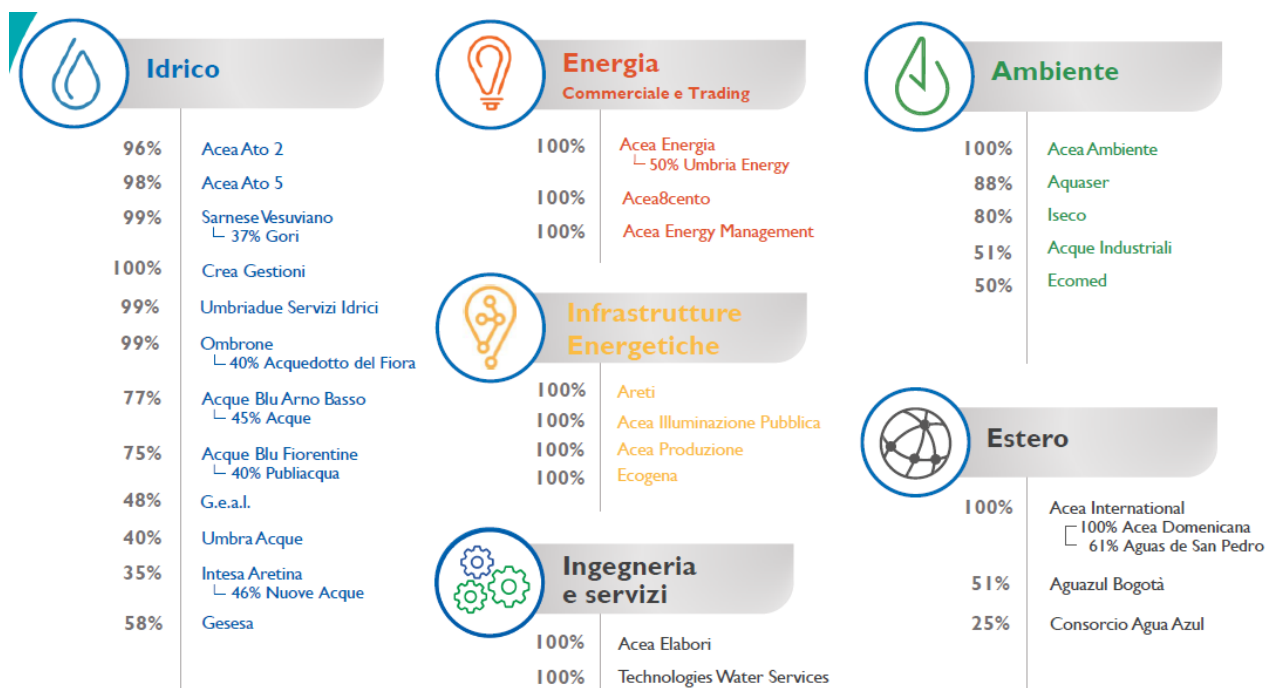 Idrico
96% Acea Ato 2
98% Acea Ato 5
99% Sarnese Vesuviano
37% Gori
100% Crea Gestioni
99% Umbriadue Servizi Idrici
99% Ombrone
40% Acquedotto del Fiora
77% Acque Blu Arno Basso
45% Acque
75% Acque Blu Fiorentine
40% Publiacqua
48% G.e.a.l.
40% Umbra Acque
35% Intesa Aretina
46% Nuove Acque
58% Gesesa
Energia
Commerciale e Trading
100% Acea Energia
50% Umbria Energy
100% Acea8cento
100% Acea Energy Management
Infrastrutture
Energetiche
100% Areti
100% Acea Illuminazione Pubblica
100% Acea Produzione
100% Ecogena
Ingegneria
e servizi
100% Acea Elabori
100% Technologies Water Services
Ambiente
100% Acea Ambiente
88% Aquaser
80% Iseco
51% Acque Industriali
50% Ecomed
Estero
100% Acea International
100% Acea Domenicana
61% Aguas de San Pedro
51% Aguazul Bogotà
25% Consorcio Agua Azul